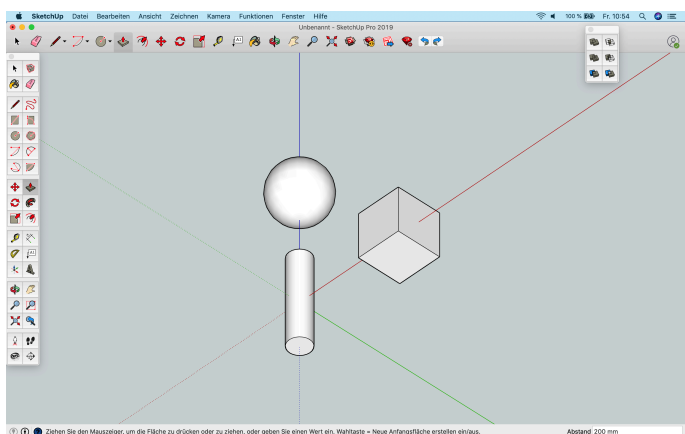 SketchUp Datei Bearbeiten Ansicht Zeichnen Kamera Funktionen Fenster Hilfe 100 % Fr. 10:54
Unbenannt - SketchUp Pro 2019
Ziehen Sie den Mauszeiger, um die Fläche zu drücken oder zu ziehen, oder geben Sie einen Wert ein. Wahltaste = Neue Anfangsfläche erstellen ein/aus. Abstand 200 mm